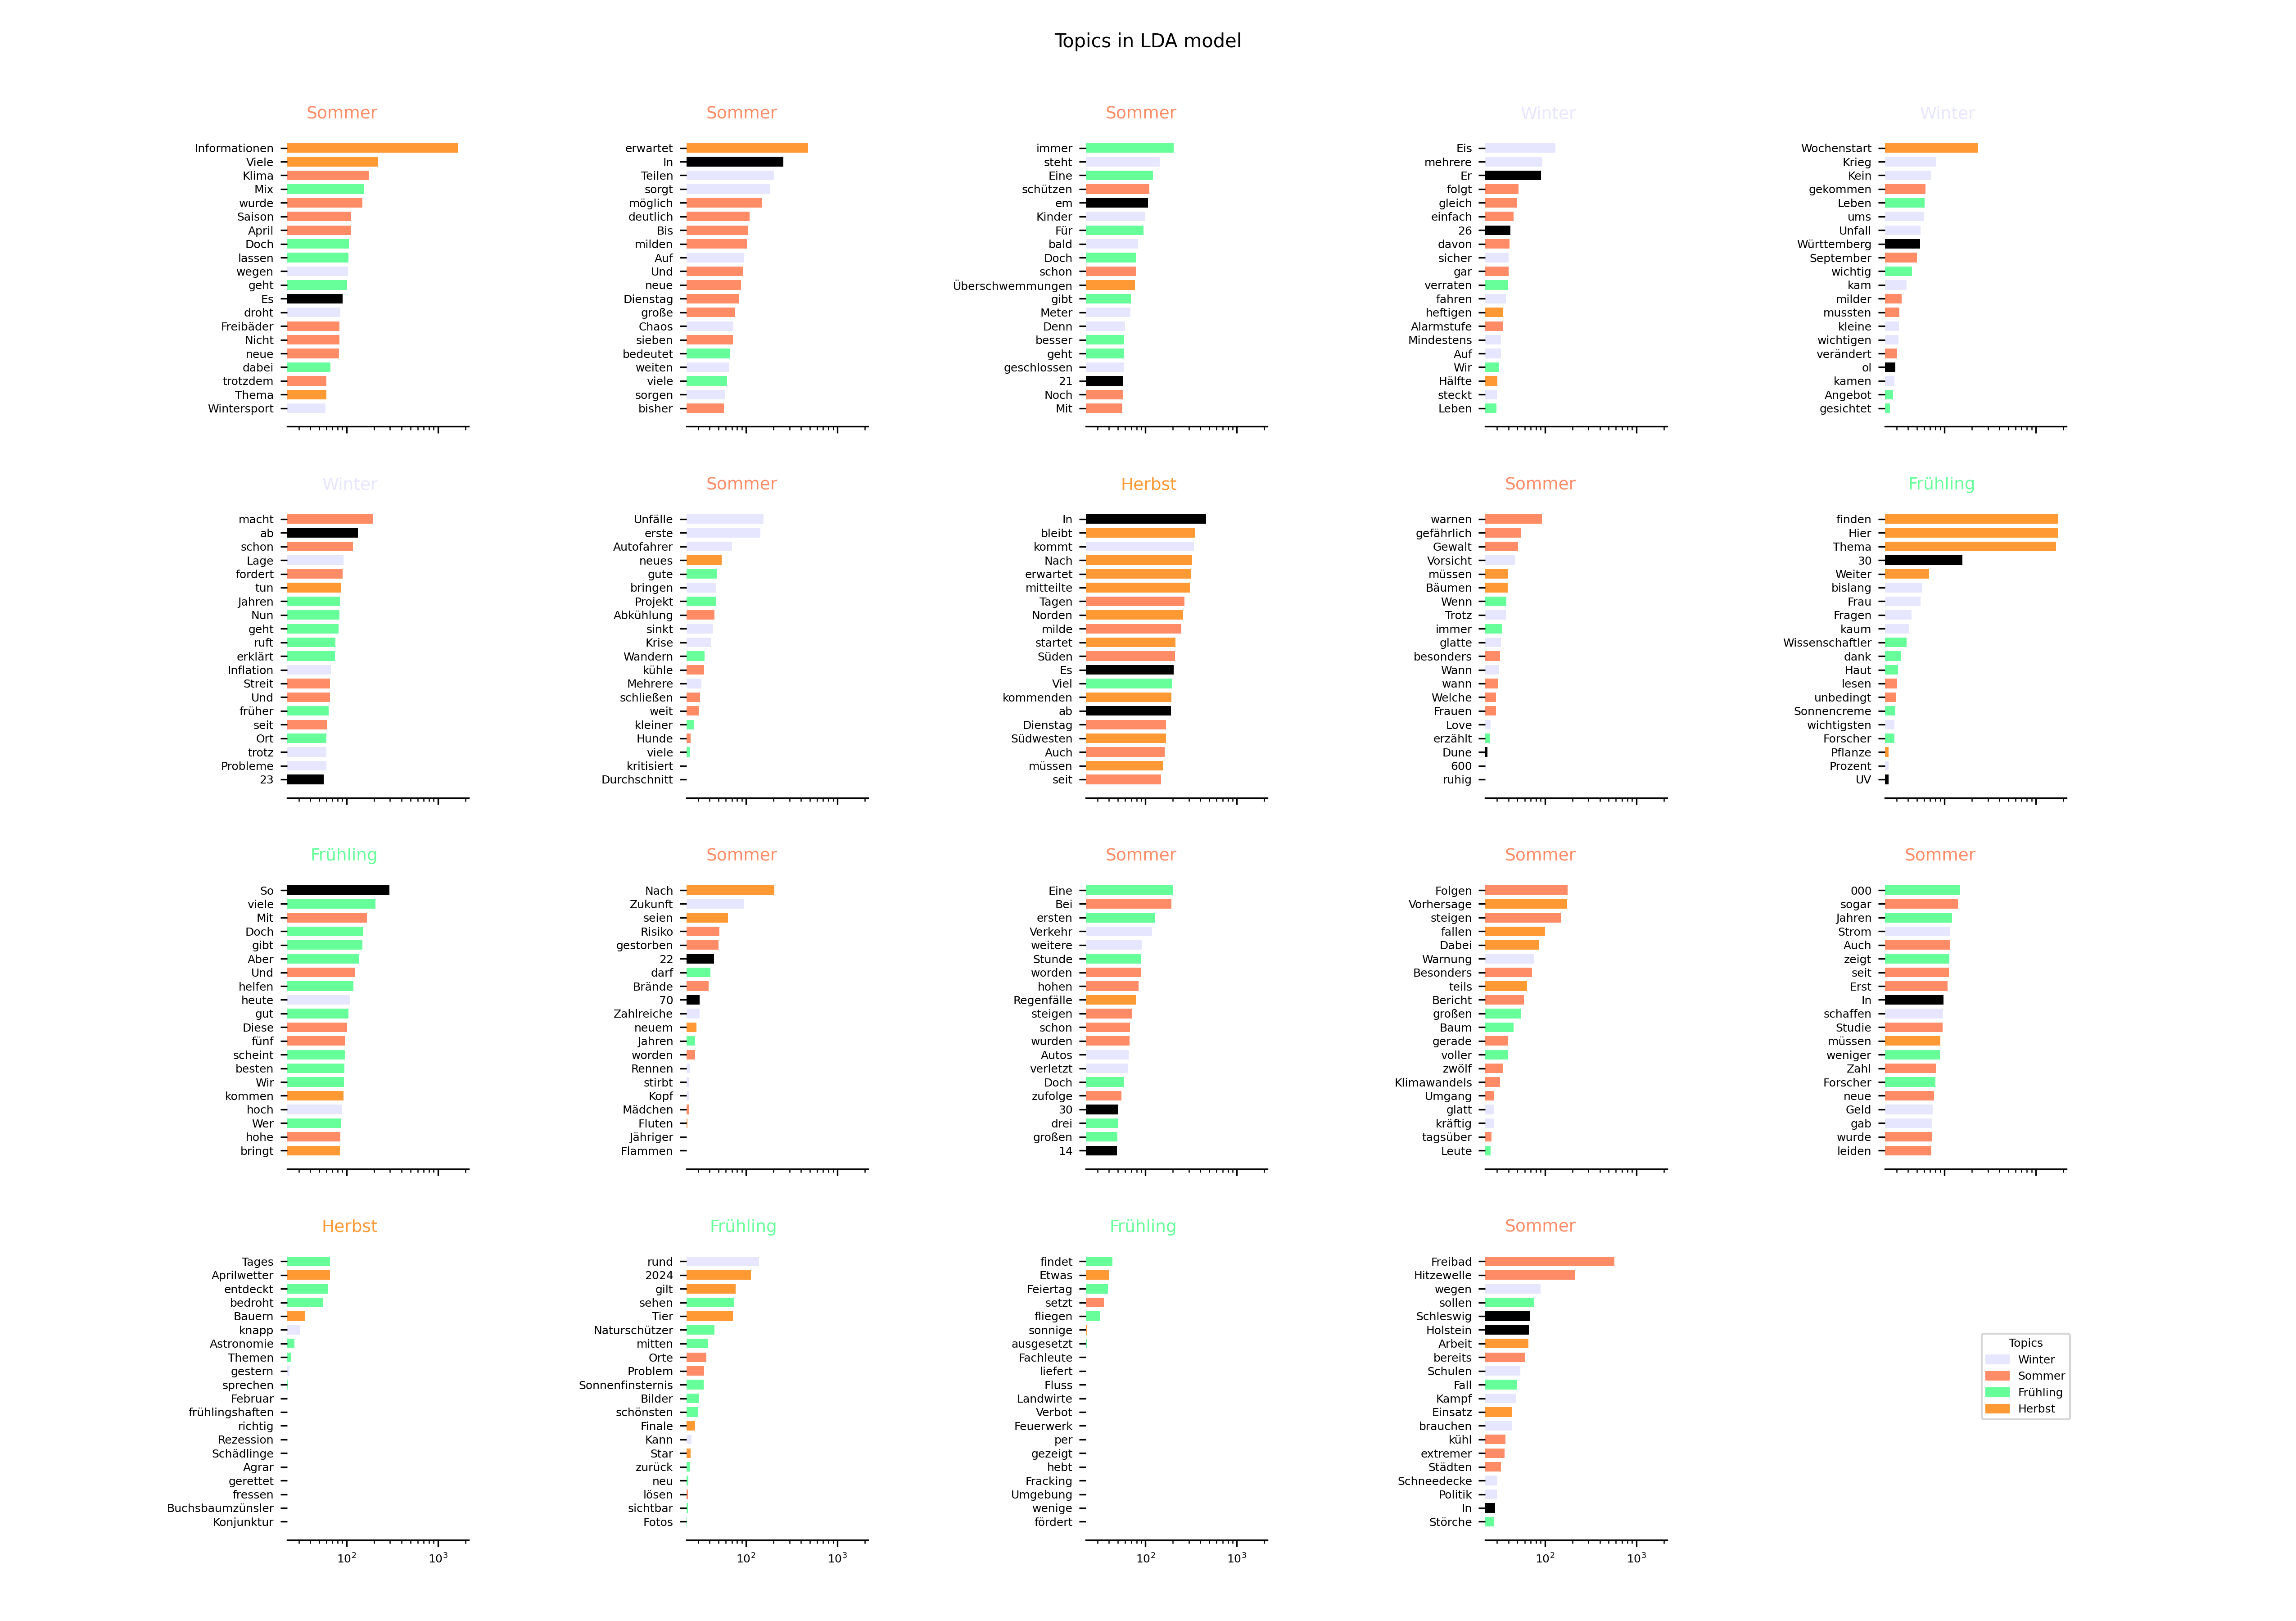 Topics in LDA model
Sommer
Informationen
Viele
Klima
Mix
wurde
Saison
April
Doch
lassen
wegen
geht
Es
droht
Freibäder
Nicht
neue
dabei
trotzdem
Thema
Wintersport
Sommer
erwartet
In
Teilen
sorgt
möglich
deutlich
Bis
milden
Auf
Und
neue
Dienstag
große
Chaos
sieben
bedeutet
weiten
viele
sorgen
bisher
Sommer
immer
steht
Eine
schützen
em
Kinder
Für
bald
Doch
schon
Überschwemmungen
gibt
Meter
Denn
besser
geht
geschlossen
21
Noch
Mit
Winter
Eis
mehrere
Er
folgt
gleich
einfach
26
davon
sicher
gar
verraten
fahren
heftigen
Alarmstufe
Mindestens
Auf
Wir
Hälfte
steckt
Leben
Winter
Wochenstart
Krieg
Kein
gekommen
Leben
ums
Unfall
Württemberg
September
wichtig
kam
milder
mussten
kleine
wichtigen
verändert
ol
kamen
Angebot
gesichtet
Winter
macht
ab
schon
Lage
fordert
tun
Jahren
Nun
geht
ruft
erklärt
Inflation
Streit
Und
früher
seit
Ort
trotz
Probleme
23
Sommer
Unfälle
erste
Autofahrer
neues
gute
bringen
Projekt
Abkühlung
sinkt
Krise
Wandern
kühle
Mehrere
schließen
weit
kleiner
Hunde
viele
kritisiert
Durchschnitt
Herbst
In
bleibt
kommt
Nach
erwartet
mitteilte
Tagen
Norden
milde
startet
Süden
Es
Viel
kommenden
ab
Dienstag
Südwesten
Auch
müssen
seit
Sommer
warnen
gefährlich
Gewalt
Vorsicht
müssen
Bäumen
Wenn
Trotz
immer
glatte
besonders
Wann
wann
Welche
Frauen
Love
erzählt
Dune
600
ruhig
Frühling
finden
Hier
Thema
30
Weiter
bislang
Frau
Fragen
kaum
Wissenschaftler
dank
Haut
lesen
unbedingt
Sonnencreme
wichtigsten
Forscher
Pflanze
Prozent
UV
Frühling
So
viele
Mit
Doch
gibt
Aber
Und
helfen
heute
gut
Diese
fünf
scheint
besten
Wir
kommen
hoch
Wer
hohe
bringt
Sommer
Nach
Zukunft
seien
Risiko
gestorben
22
darf
Brände
70
Zahlreiche
neuem
Jahren
worden
Rennen
stirbt
Kopf
Mädchen
Fluten
Jähriger
Flammen
Sommer
Eine
Bei
ersten
Verkehr
weitere
Stunde
worden
hohen
Regenfälle
steigen
schon
wurden
Autos
verletzt
Doch
zufolge
30
drei
großen
14
Sommer
Folgen
Vorhersage
steigen
fallen
Dabei
Warnung
Besonders
teils
Bericht
großen
Baum
gerade
voller
zwölf
Klimawandels
Umgang
glatt
kräftig
tagsüber
Leute
Sommer
000
sogar
Jahren
Strom
Auch
zeigt
seit
Erst
In
schaffen
Studie
müssen
weniger
Zahl
Forscher
neue
Geld
gab
wurde
leiden
Herbst
Tages
Aprilwetter
entdeckt
bedroht
Bauern
knapp
Astronomie
Themen
gestern
sprechen
Februar
frühlingshaften
richtig
Rezession
Schädlinge
Agrar
gerettet
fressen
Buchsbaumzünsler
Konjunktur
10² 10³
Frühling
rund
2024
gilt
sehen
Tier
Naturschützer
mitten
Orte
Problem
Sonnenfinsternis
Bilder
schönsten
Finale
Kann
Star
zurück
neu
lösen
sichtbar
Fotos
10² 10³
Frühling
findet
Etwas
Feiertag
setzt
fliegen
sonnige
ausgesetzt
Fachleute
liefert
Fluss
Landwirte
Verbot
Feuerwerk
per
gezeigt
hebt
Fracking
Umgebung
wenige
fördert
10² 10³
Sommer
Freibad
Hitzewelle
wegen
sollen
Schleswig
Holstein
Arbeit
bereits
Schulen
Fall
Kampf
Einsatz
brauchen
kühl
extremer
Städten
Schneedecke
Politik
In
Störche
10² 10³
Topics
Winter
Sommer
Frühling
Herbst